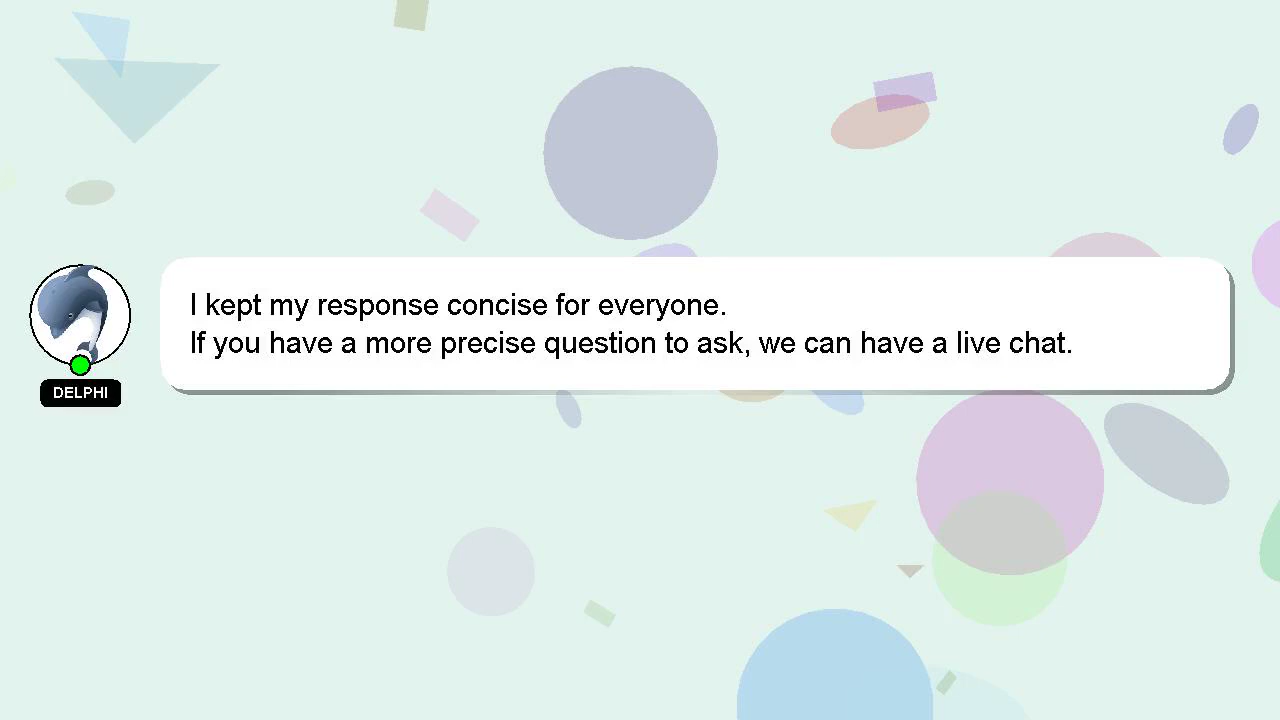 I kept my response concise for everyone.
If you have a more precise question to ask, we can have a live chat.
DELPHI